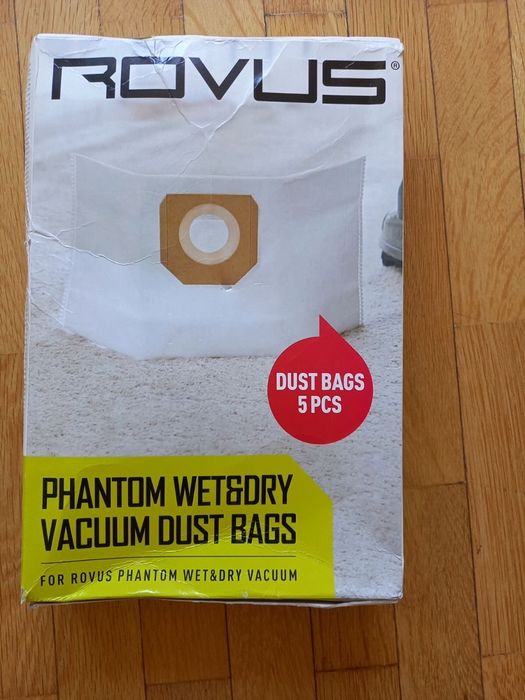 ROVUS®
DUST BAGS
5 PCS
PHANTOM WET&DRY
VACUUM DUST BAGS
FOR ROVUS PHANTOM WET&DRY VACUUM